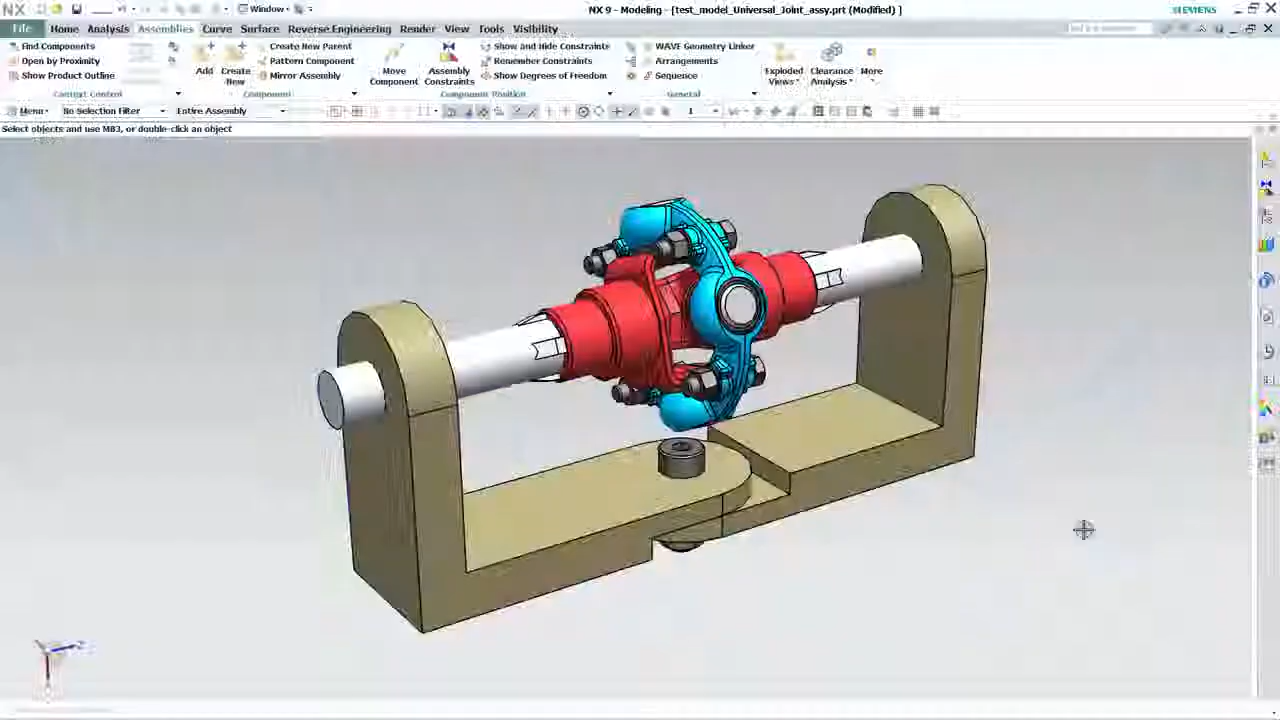 NX Window NX 9 - Modeling - [test_model_Universal_Joint_assy.prt (Modified) ] SIEMENS
File Home Analysis Assemblies Curve Surface Reverse Engineering Render View Tools Visibility
Find Components Create New Parent Show and Hide Constraints WAVE Geometry Linker
Open by Proximity Add Create New Pattern Component Move Component Assembly Constraints Remember Constraints Arrangements Exploded Views Clearance Analysis More
Show Product Outline Mirror Assembly Show Degrees of Freedom Sequence
Context Control Component Component Position General
Menu No Selection Filter Entire Assembly 1
Select objects and use MB3, or double-click an object